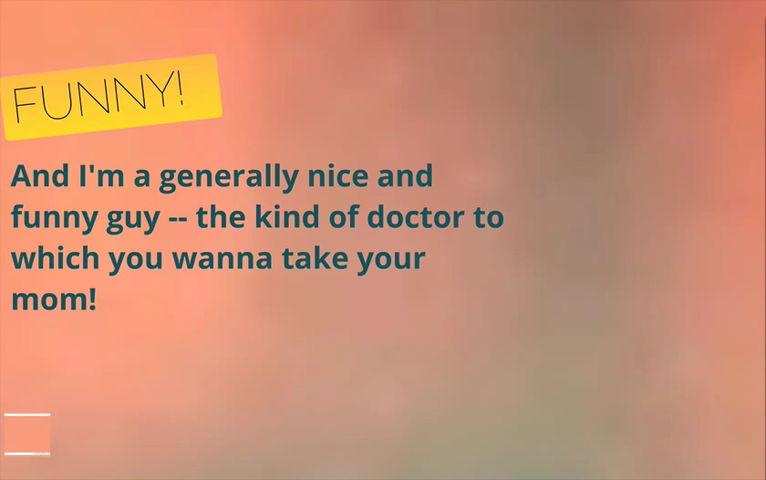 FUNNY!
And I'm a generally nice and
funny guy -- the kind of doctor to
which you wanna take your
mom!